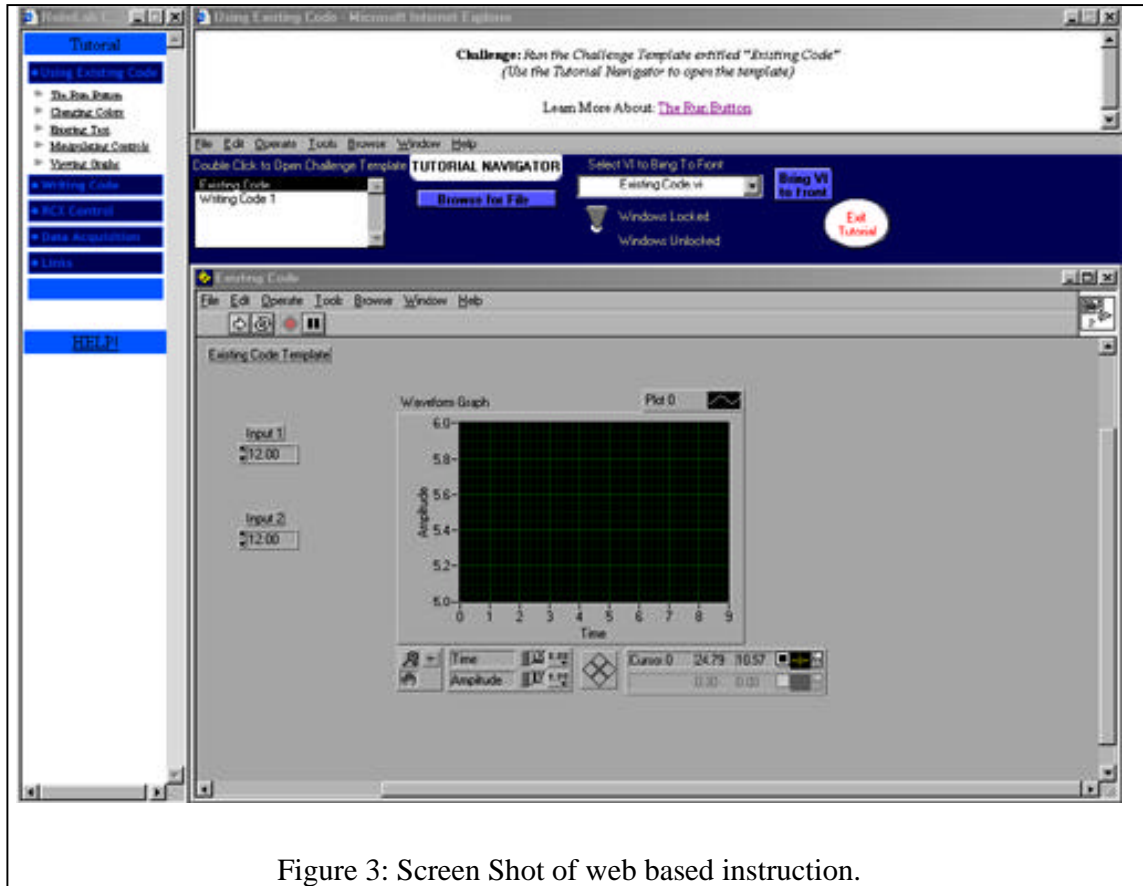 Tutorial
Using Existing Code
The Run Button
Changing Colors
Entering Text
Manipulating Controls
Viewing Graphs
Writing Code
RCX Control
Data Acquisition
Links
HELP!
Using Existing Code - Microsoft Internet Explorer
Challenge: Run the Challenge Template entitled "Existing Code"
(Use the Tutorial Navigator to open the template)
Learn More About: The Run Button
File Edit Operate Tools Browse Window Help
Double Click to Open Challenge Template
TUTORIAL NAVIGATOR
Select VI to Bring To Front
Existing Code
Writing Code 1
Browse for File
Existing Code.vi
Bring VI
to Front
Windows Locked
Windows Unlocked
Exit
Tutorial
Existing Code
File Edit Operate Tools Browse Window Help
Existing Code Template
Input 1
12.00
Input 2
12.00
Waveform Graph
Plot 0
6.0
5.8
5.6
5.4
5.2
5.0
Amplitude
0 1 2 3 4 5 6 7 8 9
Time
Time
Amplitude
Cursor 0 24.79 10.57
0.00 0.00
Figure 3: Screen Shot of web based instruction.